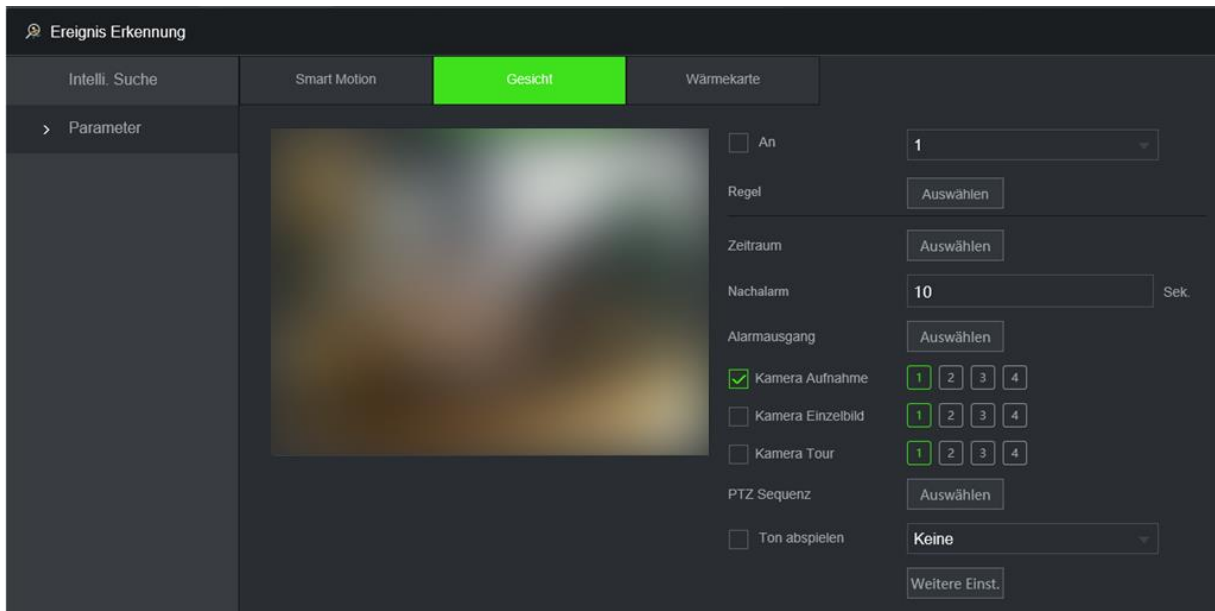 Ereignis Erkennung
Intelli. Suche
Parameter
Smart Motion
Gesicht
Wärmekarte
An
1
Regel
Auswählen
Zeitraum
Auswählen
Nachalarm
10
Sek.
Alarmausgang
Auswählen
Kamera Aufnahme
1 2 3 4
Kamera Einzelbild
1 2 3 4
Kamera Tour
1 2 3 4
PTZ Sequenz
Auswählen
Ton abspielen
Keine
Weitere Einst.